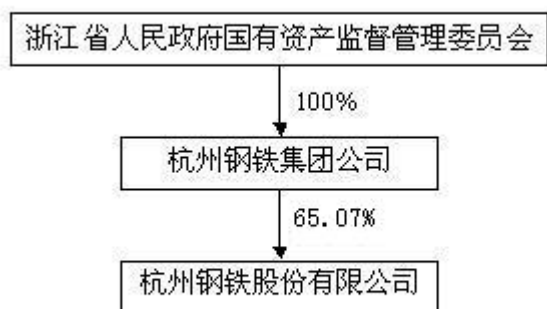 浙江省人民政府国有资产监督管理委员会
100%
杭州钢铁集团公司
65.07%
杭州钢铁股份有限公司